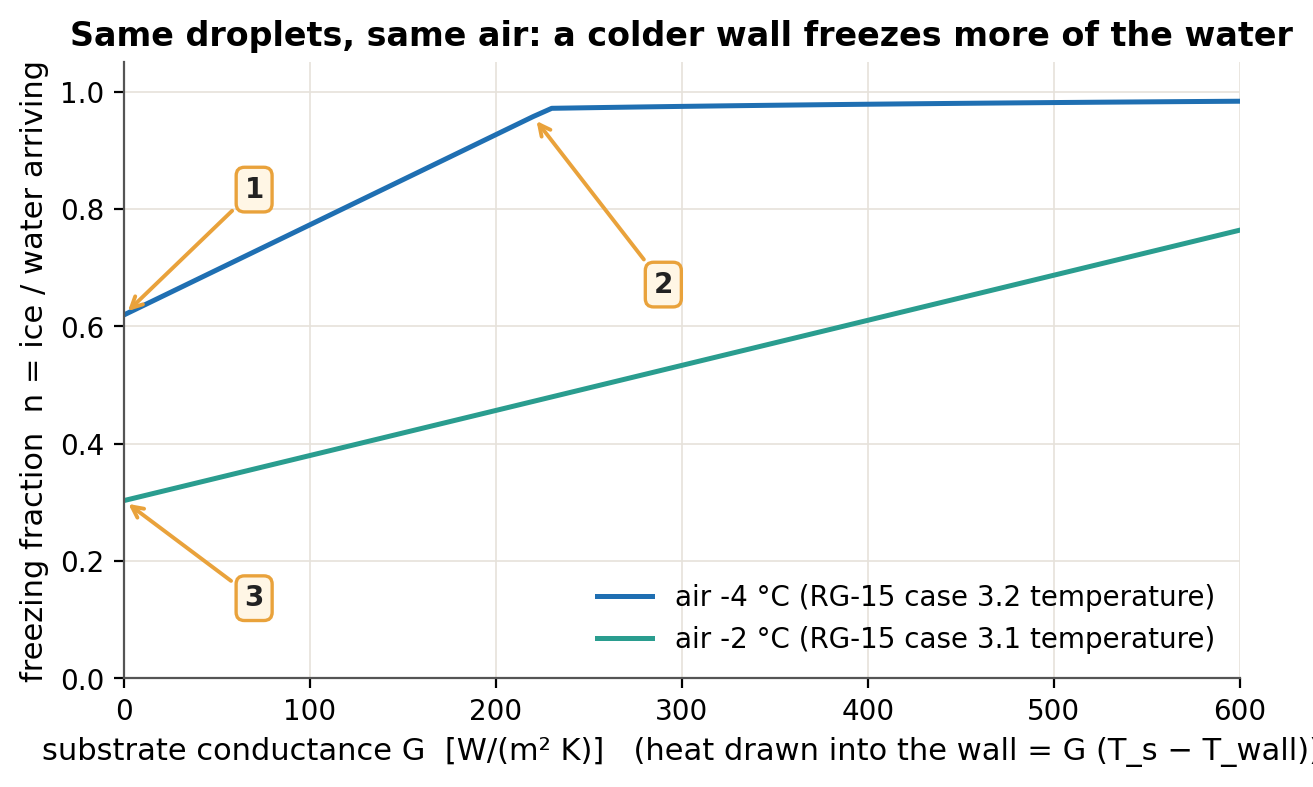 Same droplets, same air: a colder wall freezes more of the water
freezing fraction  n = ice / water arriving
1.0
0.8
0.6
0.4
0.2
0.0
1
2
3
air -4 °C (RG-15 case 3.2 temperature)
air -2 °C (RG-15 case 3.1 temperature)
0 100 200 300 400 500 600
substrate conductance G  [W/(m² K)]   (heat drawn into the wall = G (T_s − T_wall))